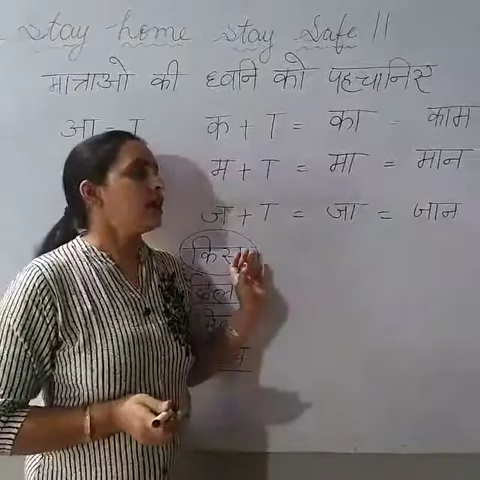 stay home stay Safe !!
मात्राओ की ध्वनि को पहचानिए
आ - ा क + ा = का = काम
म + ा = मा = मान
ज + ा = जा = जान